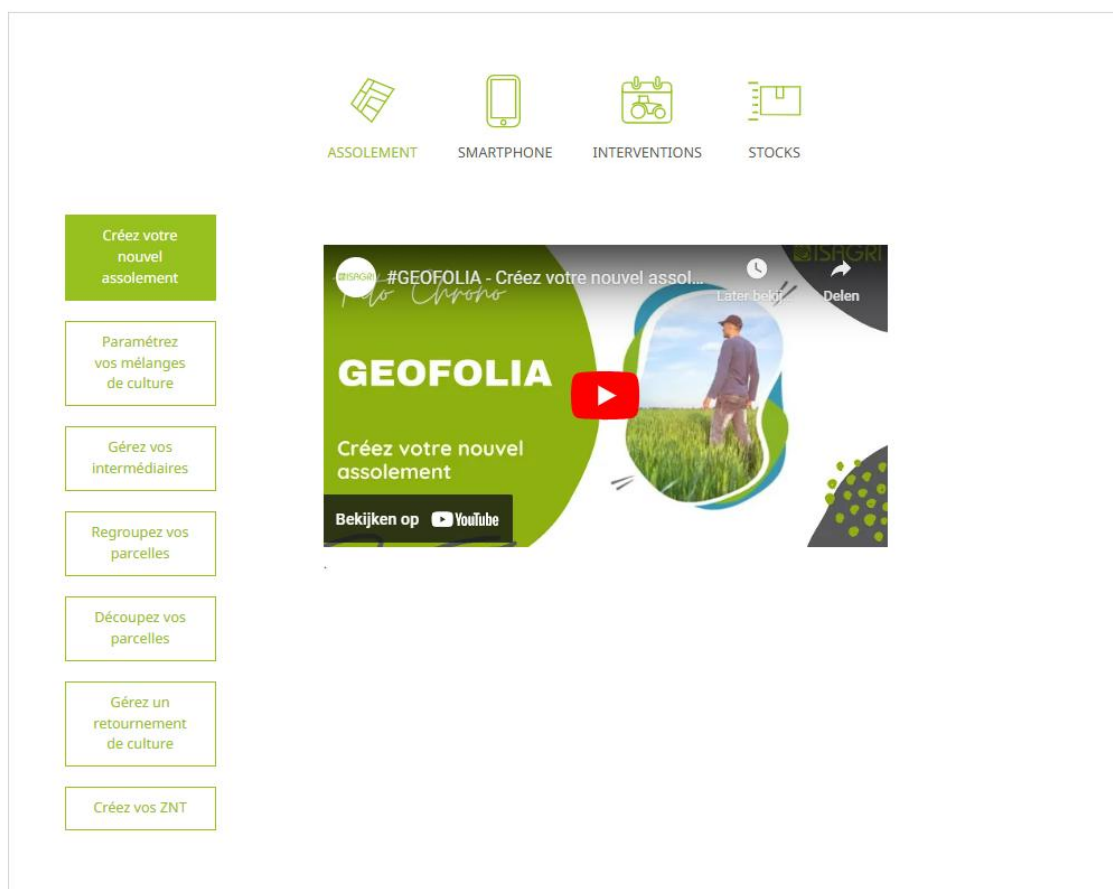 ASSOLEMENT
SMARTPHONE
INTERVENTIONS
STOCKS
Créez votre
nouvel
assolement
Paramétrez
vos mélanges
de culture
Gérez vos
intermédiaires
Regroupez vos
parcelles
Découpez vos
parcelles
Gérez un
retournement
de culture
Créez vos ZNT
ISAGRI
ISAGRI
#GEOFOLIA - Créez votre nouvel assol...
Later bekij...
Delen
Chrono
GEOFOLIA
Créez votre nouvel
assolement
Bekijken op YouTube
.